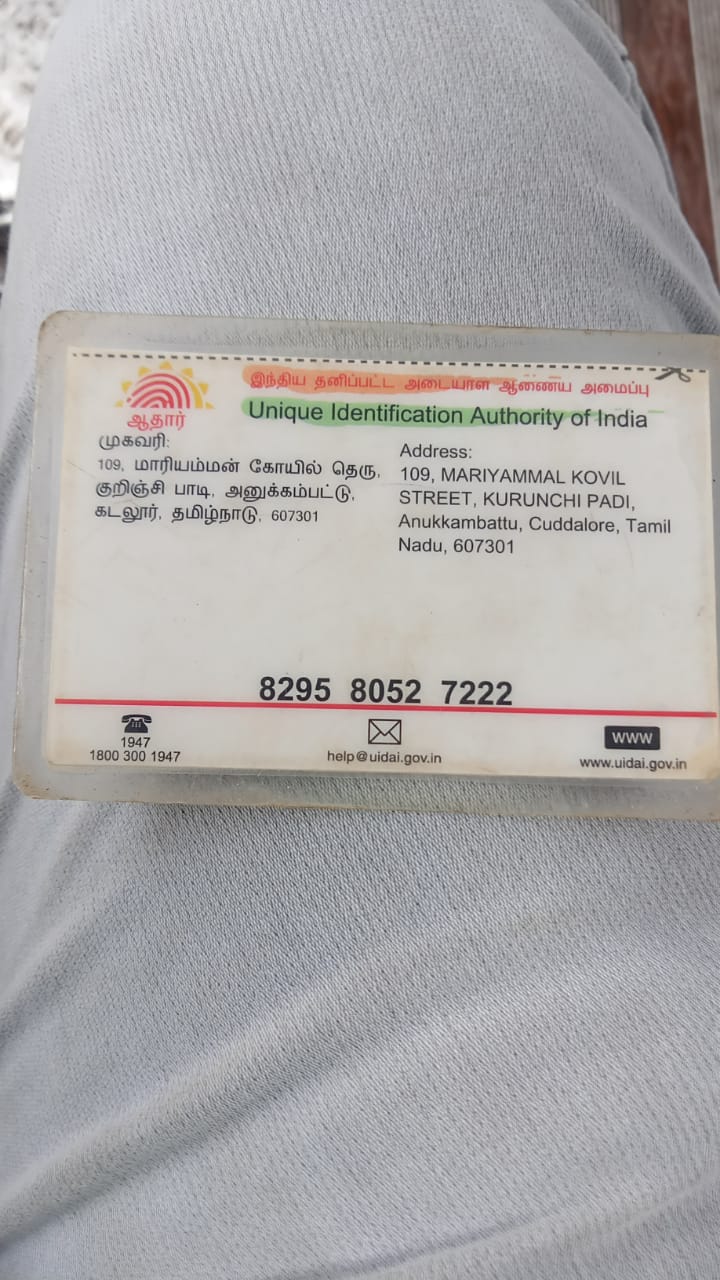 இந்திய தனிப்பட்ட அடையாள ஆணைய அமைப்பு
Unique Identification Authority of India
ஆதார்
முகவரி:
109, மாரியம்மன் கோயில் தெரு,
குறிஞ்சி பாடி, அனுக்கம்பட்டு,
கடலூர், தமிழ்நாடு, 607301
Address:
109, MARIYAMMAL KOVIL
STREET, KURUNCHI PADI,
Anukkambattu, Cuddalore, Tamil
Nadu, 607301
8295 8052 7222
1947
1800 300 1947
help@uidai.gov.in
WWW
www.uidai.gov.in